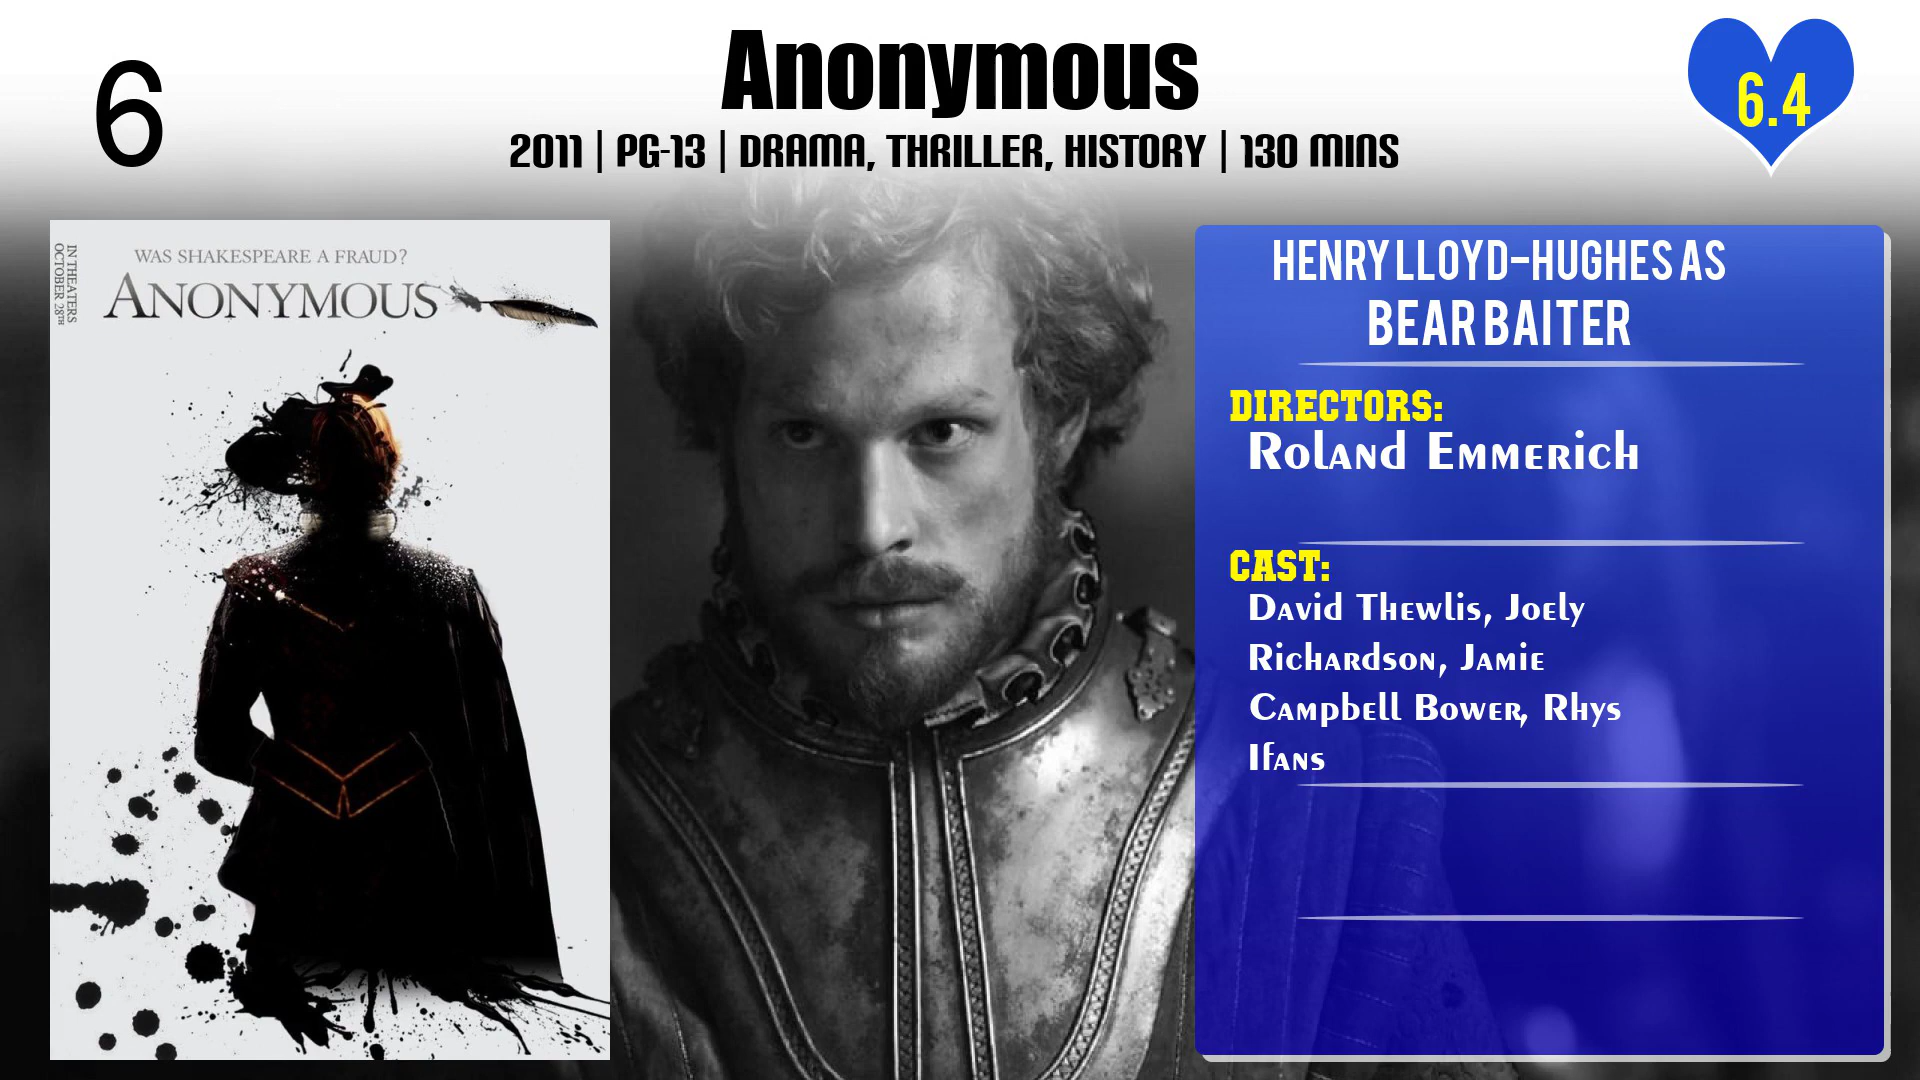 6
Anonymous
2011 | PG-13 | DRAMA, THRILLER, HISTORY | 130 MINS
6.4
IN THEATERS
OCTOBER 28TH
WAS SHAKESPEARE A FRAUD?
ANONYMOUS
HENRY LLOYD-HUGHES AS
BEAR BAITER
DIRECTORS:
Roland Emmerich
CAST:
David Thewlis, Joely
Richardson, Jamie
Campbell Bower, Rhys
Ifans